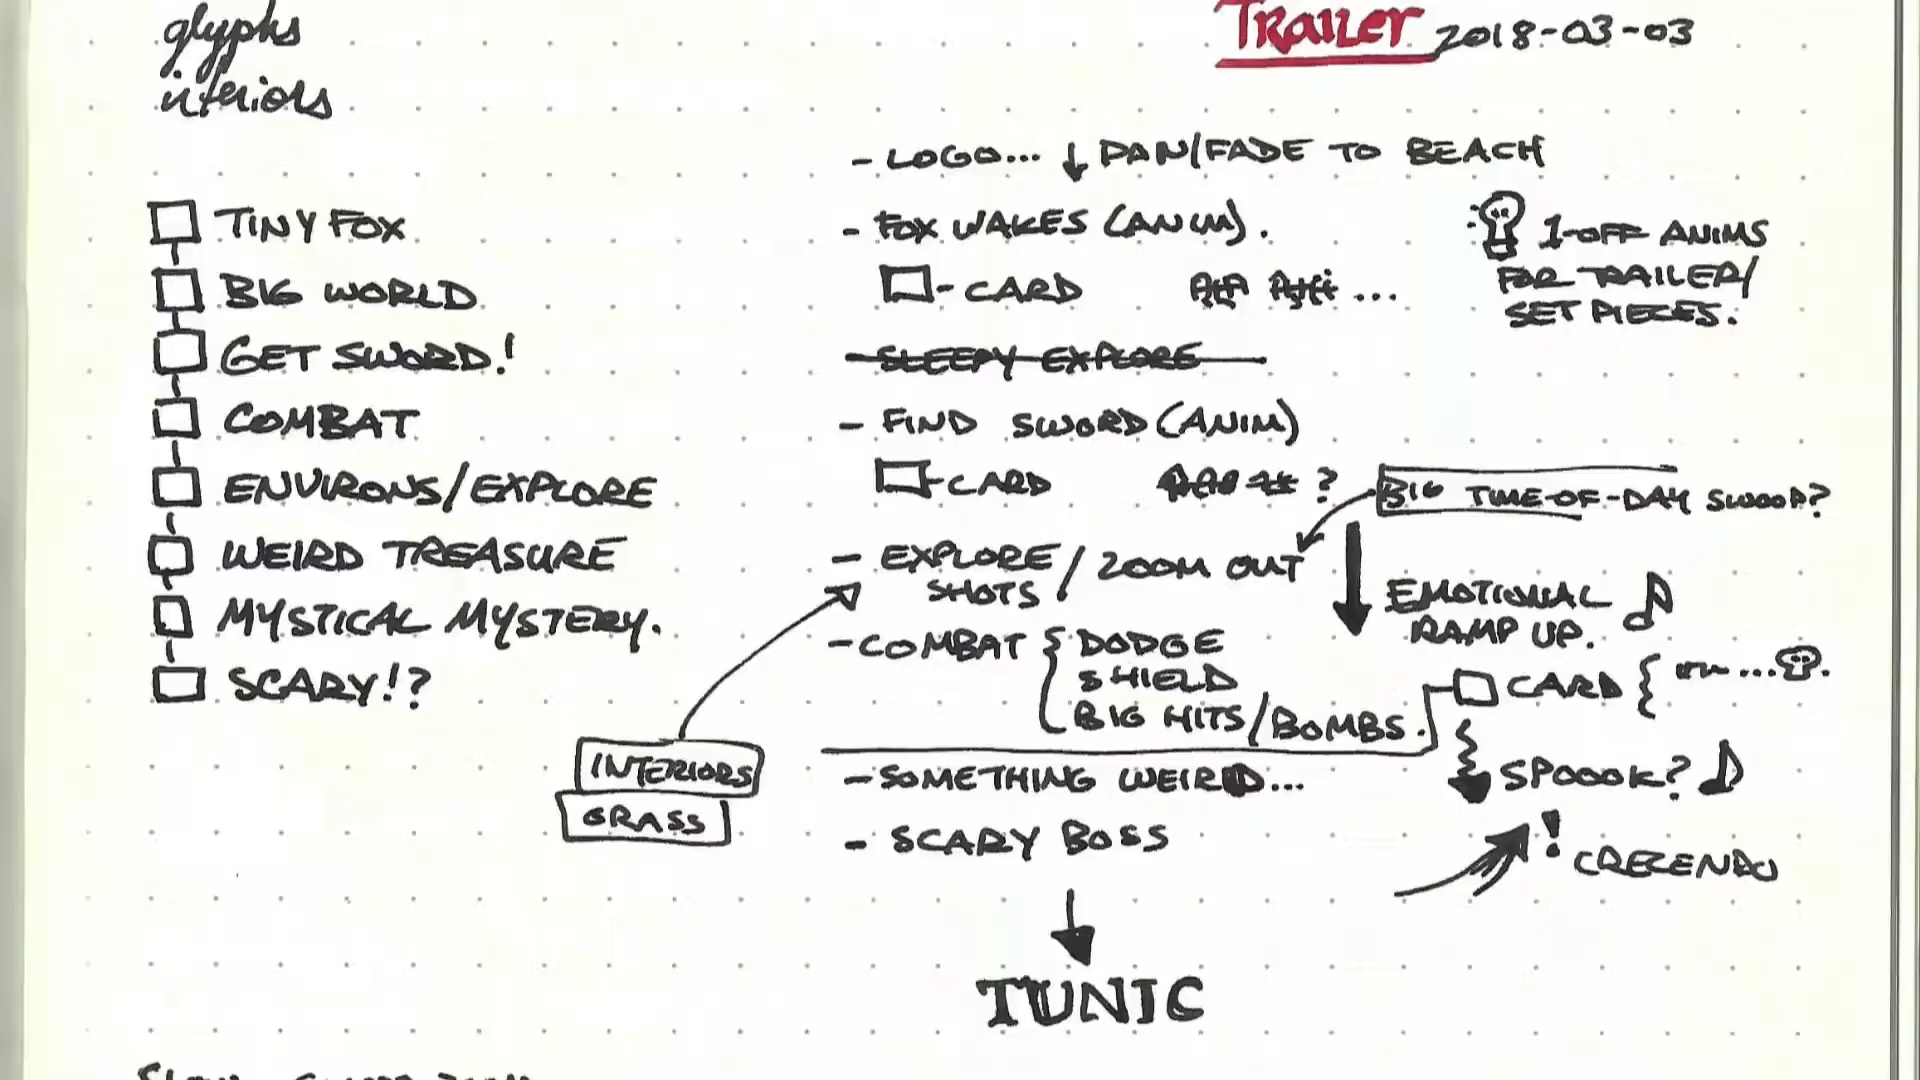 glyphs
interiors
TRAILER 2018-03-03
TINY FOX
BIG WORLD
GET SWORD!
COMBAT
ENVIRONS/EXPLORE
WEIRD TREASURE
MYSTICAL MYSTERY.
SCARY!?
INTERIORS
GRASS
- LOGO... ↓ PAN/FADE TO BEACH
- FOX WAKES (ANIM).
- CARD ...
- SLEEPY EXPLORE
- FIND SWORD (ANIM)
- CARD ?
- EXPLORE SHOTS / ZOOM OUT
- COMBAT { DODGE
SHIELD
BIG HITS/BOMBS.
- SOMETHING WEIRD...
- SCARY BOSS
TUNIC
1-OFF ANIMS
FOR TRAILER/
SET PIECES.
BIG TIME-OF-DAY SWOOP?
EMOTIONAL
RAMP UP.
CARD { ...
SPOOOK?
! CRECENDO